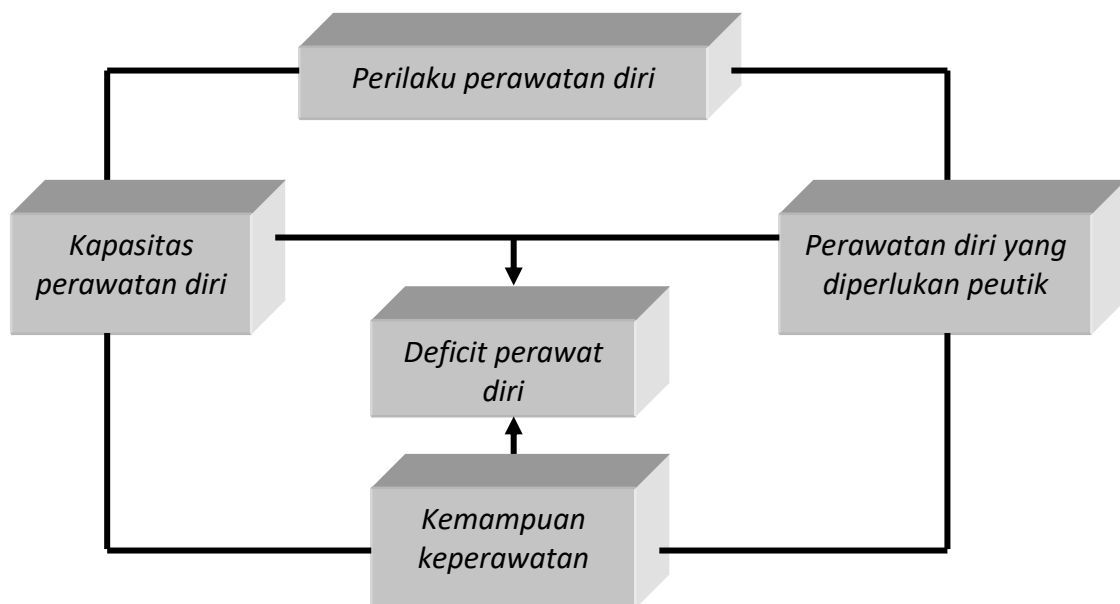 Perilaku perawatan diri
Kapasitas
perawatan diri
Perawatan diri yang
diperlukan peutik
Deficit perawat
diri
Kemampuan
keperawatan